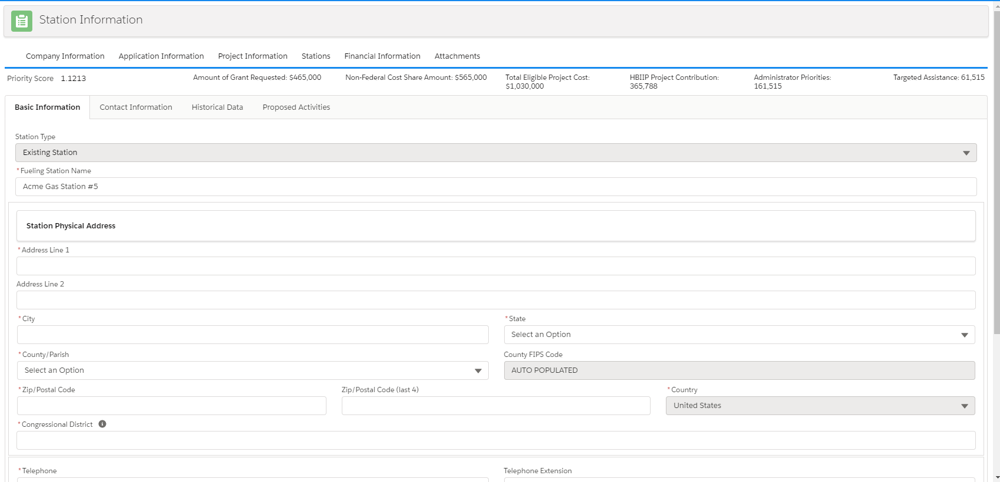 Station Information
Company Information Application Information Project Information Stations Financial Information Attachments
Priority Score 1.1213 Amount of Grant Requested: $465,000 Non-Federal Cost Share Amount: $565,000 Total Eligible Project Cost: HBIIP Project Contribution: Administrator Priorities: Targeted Assistance: 61,515
$1,030,000 365,788 161,515
Basic Information Contact Information Historical Data Proposed Activities
Station Type
Existing Station
* Fueling Station Name
Acme Gas Station #5
Station Physical Address
* Address Line 1
Address Line 2
* City * State
Select an Option
* County/Parish County FIPS Code
Select an Option AUTO POPULATED
* Zip/Postal Code Zip/Postal Code (last 4) * Country
United States
* Congressional District
* Telephone Telephone Extension